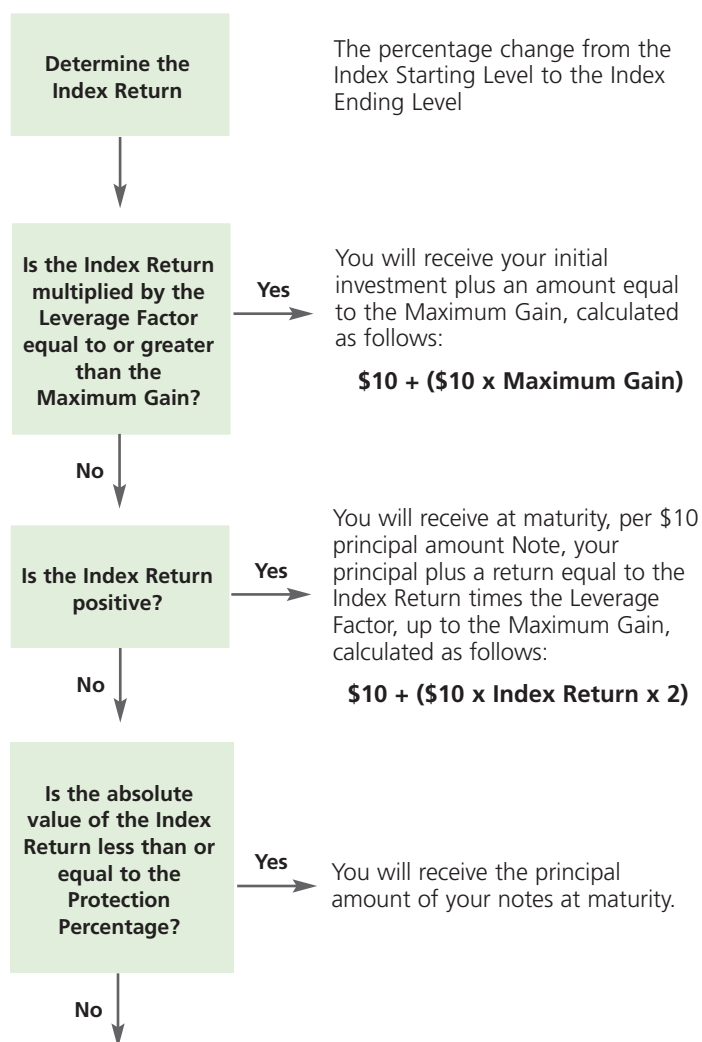 Determine the
Index Return
The percentage change from the
Index Starting Level to the Index
Ending Level
Is the Index Return
multiplied by the
Leverage Factor
equal to or greater
than the
Maximum Gain?
Yes
You will receive your initial
investment plus an amount equal
to the Maximum Gain, calculated
as follows:
$10 + ($10 x Maximum Gain)
No
Is the Index Return
positive?
Yes
You will receive at maturity, per $10
principal amount Note, your
principal plus a return equal to the
Index Return times the Leverage
Factor, up to the Maximum Gain,
calculated as follows:
$10 + ($10 x Index Return x 2)
No
Is the absolute
value of the Index
Return less than or
equal to the
Protection
Percentage?
Yes
You will receive the principal
amount of your notes at maturity.
No